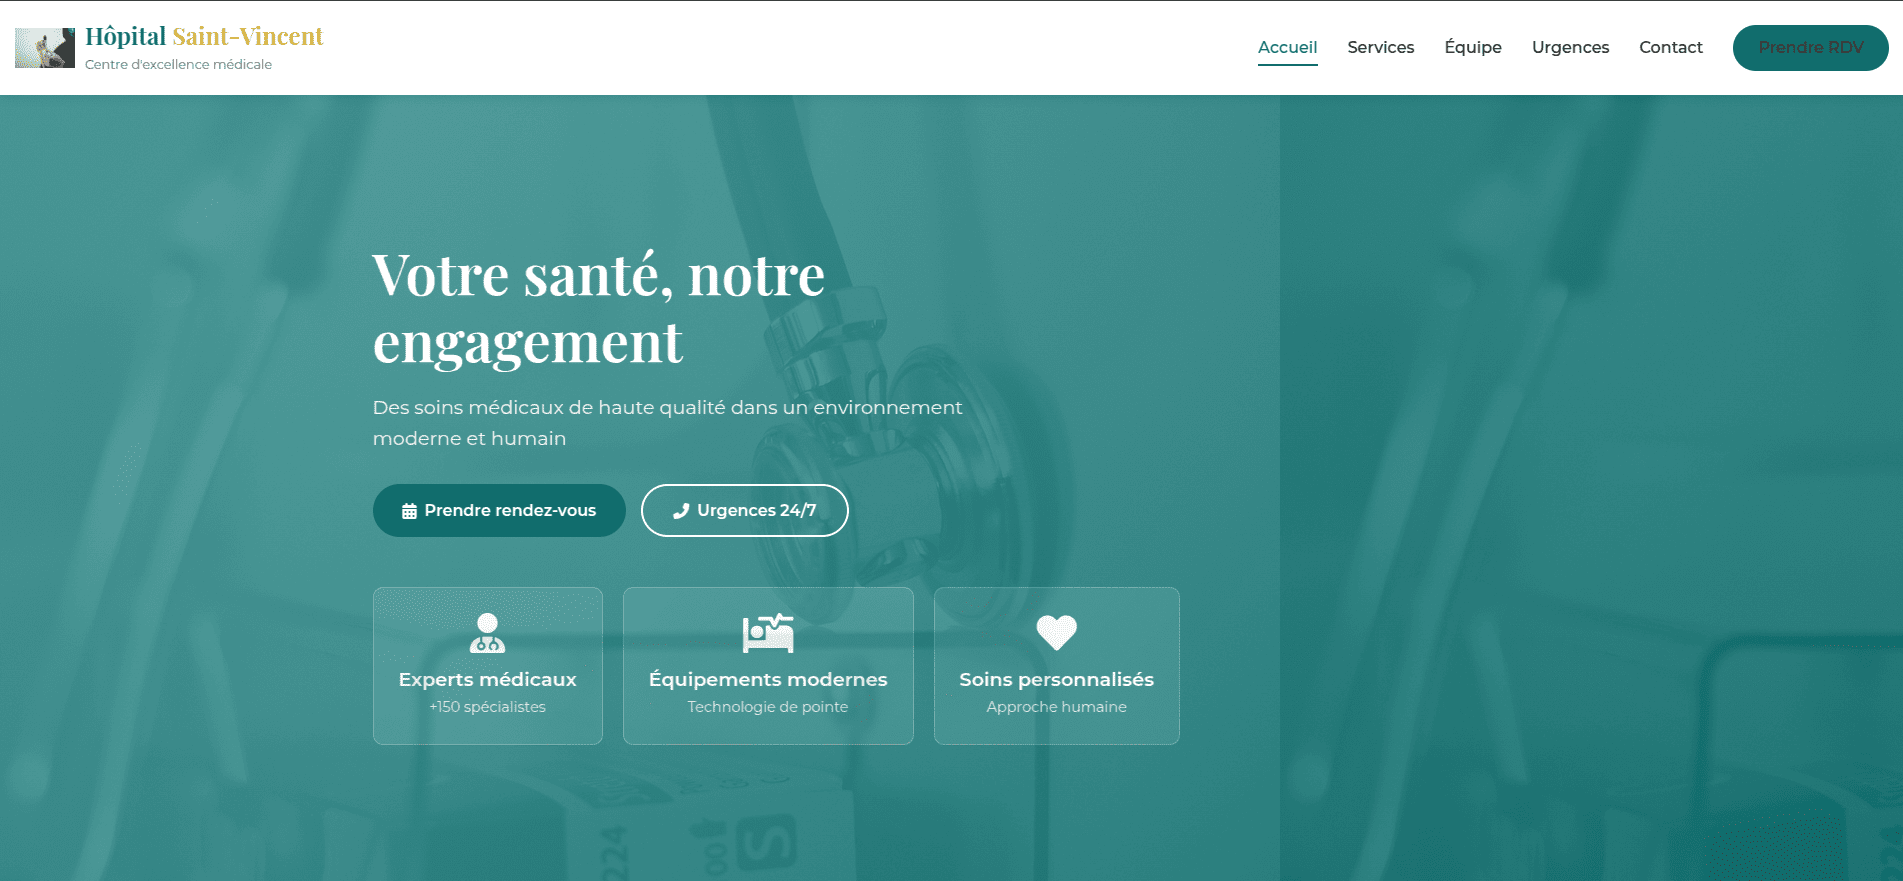 Hôpital Saint-Vincent
Centre d'excellence médicale
Accueil
Services
Équipe
Urgences
Contact
Prendre RDV
Votre santé, notre
engagement
Des soins médicaux de haute qualité dans un environnement
moderne et humain
Prendre rendez-vous
Urgences 24/7
Experts médicaux
+150 spécialistes
Équipements modernes
Technologie de pointe
Soins personnalisés
Approche humaine
224
S